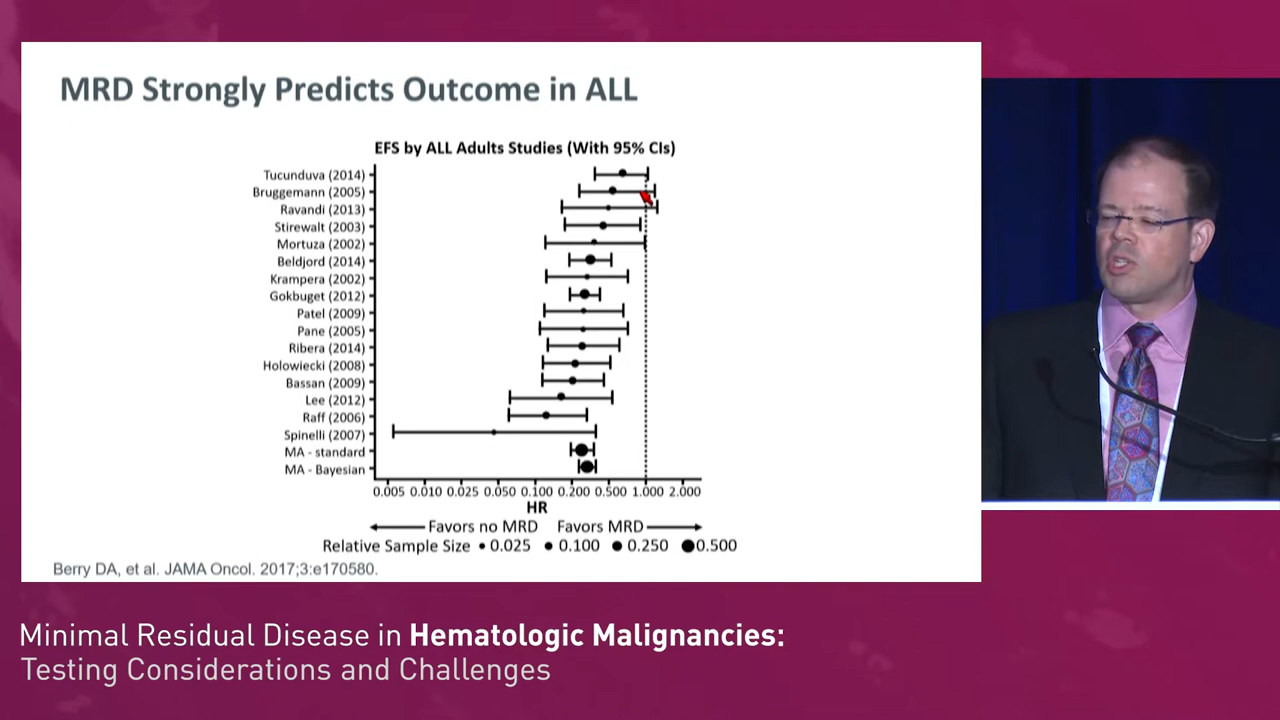 MRD Strongly Predicts Outcome in ALL
EFS by ALL Adults Studies (With 95% CIs)
Tucunduva (2014)
Bruggemann (2005)
Ravandi (2013)
Stirewalt (2003)
Mortuza (2002)
Beldjord (2014)
Krampera (2002)
Gokbuget (2012)
Patel (2009)
Pane (2005)
Ribera (2014)
Holowiecki (2008)
Bassan (2009)
Lee (2012)
Raff (2006)
Spinelli (2007)
MA - standard
MA - Bayesian
0.005 0.010 0.025 0.050 0.100 0.200 0.500 1.000 2.000
HR
Favors no MRD Favors MRD
Relative Sample Size 0.025 0.100 0.250 0.500
Berry DA, et al. JAMA Oncol. 2017;3:e170580.
Minimal Residual Disease in Hematologic Malignancies:
Testing Considerations and Challenges